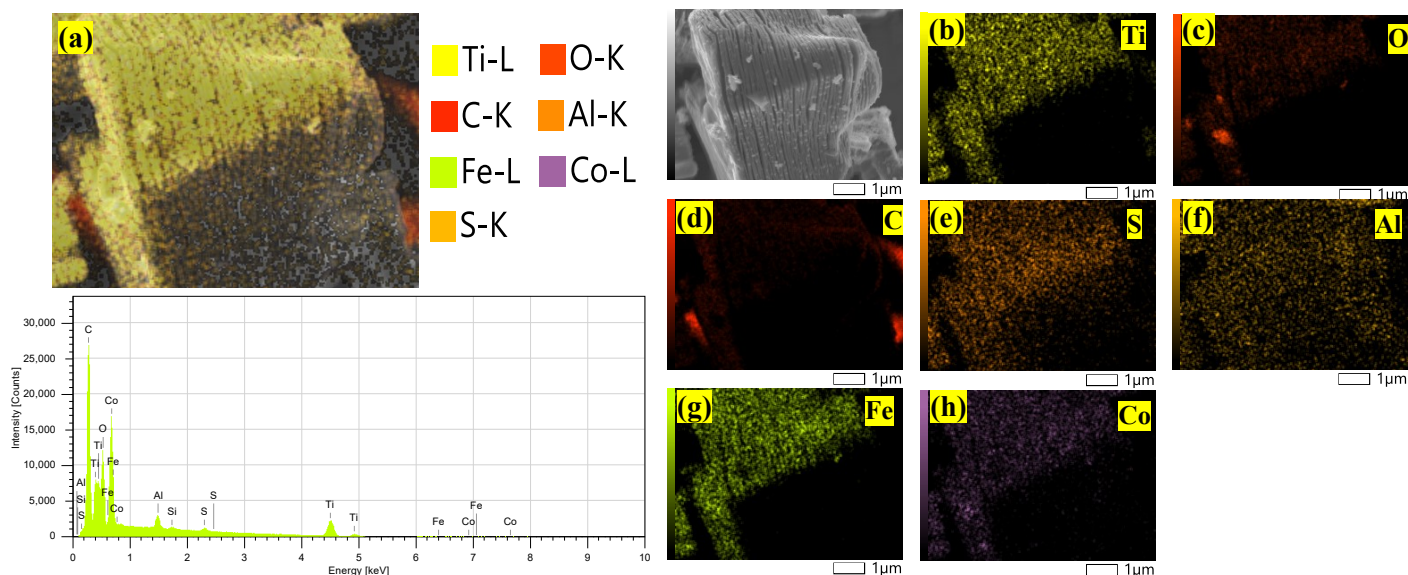 (a)
Ti-L
O-K
C-K
Al-K
Fe-L
Co-L
S-K
1μm
(b)
Ti
1μm
(c)
O
1μm
(d)
C
1μm
(e)
S
1μm
(f)
Al
1μm
(g)
Fe
1μm
(h)
Co
1μm
Intensity [Counts]
30,000
25,000
20,000
15,000
10,000
5,000
0
C
Co
O
Ti
Ti
Fe
Al
Si
Fe
S
Co
Al
Si
S
S
Ti
Ti
Fe
Co
Fe
Co
0 1 2 3 4 5 6 7 8 9 10
Energy [keV]